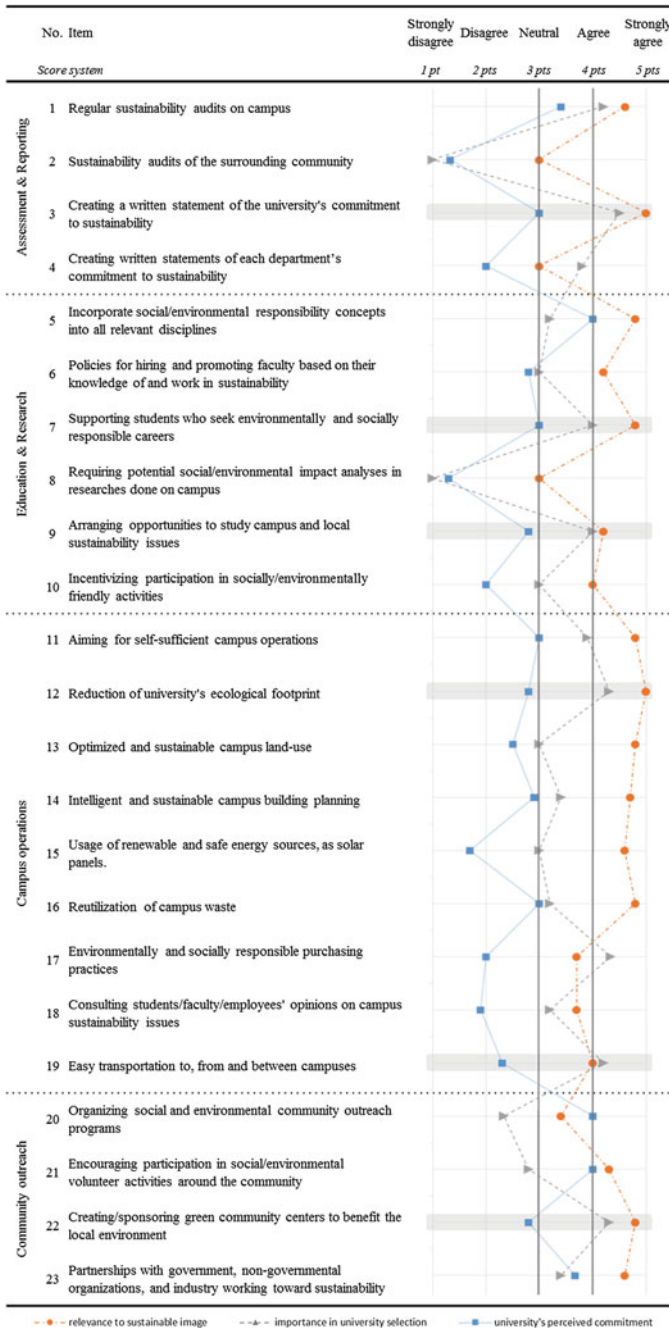 No. Item Strongly disagree Disagree Neutral Agree Strongly agree
Score system 1 pt 2 pts 3 pts 4 pts 5 pts
Assessment & Reporting
1 Regular sustainability audits on campus
2 Sustainability audits of the surrounding community
3 Creating a written statement of the university's commitment
to sustainability
4 Creating written statements of each department's
commitment to sustainability
Education & Research
5 Incorporate social/environmental responsibility concepts
into all relevant disciplines
6 Policies for hiring and promoting faculty based on their
knowledge of and work in sustainability
7 Supporting students who seek environmentally and socially
responsible careers
8 Requiring potential social/environmental impact analyses in
researches done on campus
9 Arranging opportunities to study campus and local
sustainability issues
10 Incentivizing participation in socially/environmentally
friendly activities
Campus operations
11 Aiming for self-sufficient campus operations
12 Reduction of university's ecological footprint
13 Optimized and sustainable campus land-use
14 Intelligent and sustainable campus building planning
15 Usage of renewable and safe energy sources, as solar
panels.
16 Reutilization of campus waste
17 Environmentally and socially responsible purchasing
practices
18 Consulting students/faculty/employees' opinions on campus
sustainability issues
19 Easy transportation to, from and between campuses
Community outreach
20 Organizing social and environmental community outreach
programs
21 Encouraging participation in social/environmental
volunteer activities around the community
22 Creating/sponsoring green community centers to benefit the
local environment
23 Partnerships with government, non-governmental
organizations, and industry working toward sustainability
relevance to sustainable image importance in university selection university's perceived commitment